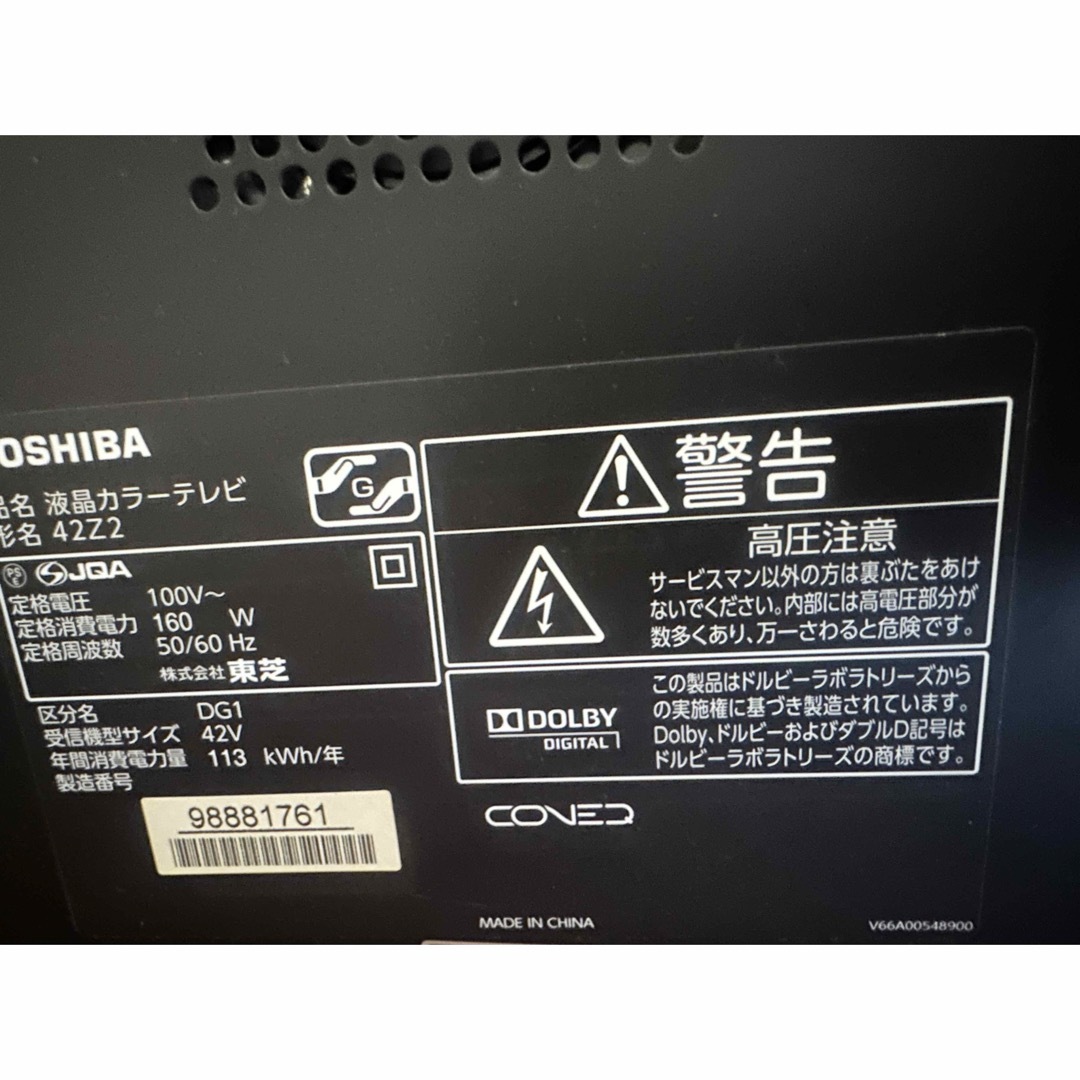 OSHIBA
品名 液晶カラーテレビ
形名 42Z2
G
PS
E
JQA
定格電圧 100V～
定格消費電力 160 W
定格周波数 50/60 Hz
株式会社 東芝
区分名 DG1
受信機型サイズ 42V
年間消費電力量 113 kWh/年
製造番号
98881761
警告
高圧注意
サービスマン以外の方は裏ぶたをあけ
ないでください。内部には高電圧部分が
数多くあり、万一さわると危険です。
DOLBY
DIGITAL
この製品はドルビーラボラトリーズから
の実施権に基づき製造されています。
Dolby、ドルビーおよびダブルD記号は
ドルビーラボラトリーズの商標です。
CONEQ
MADE IN CHINA
V66A00548900